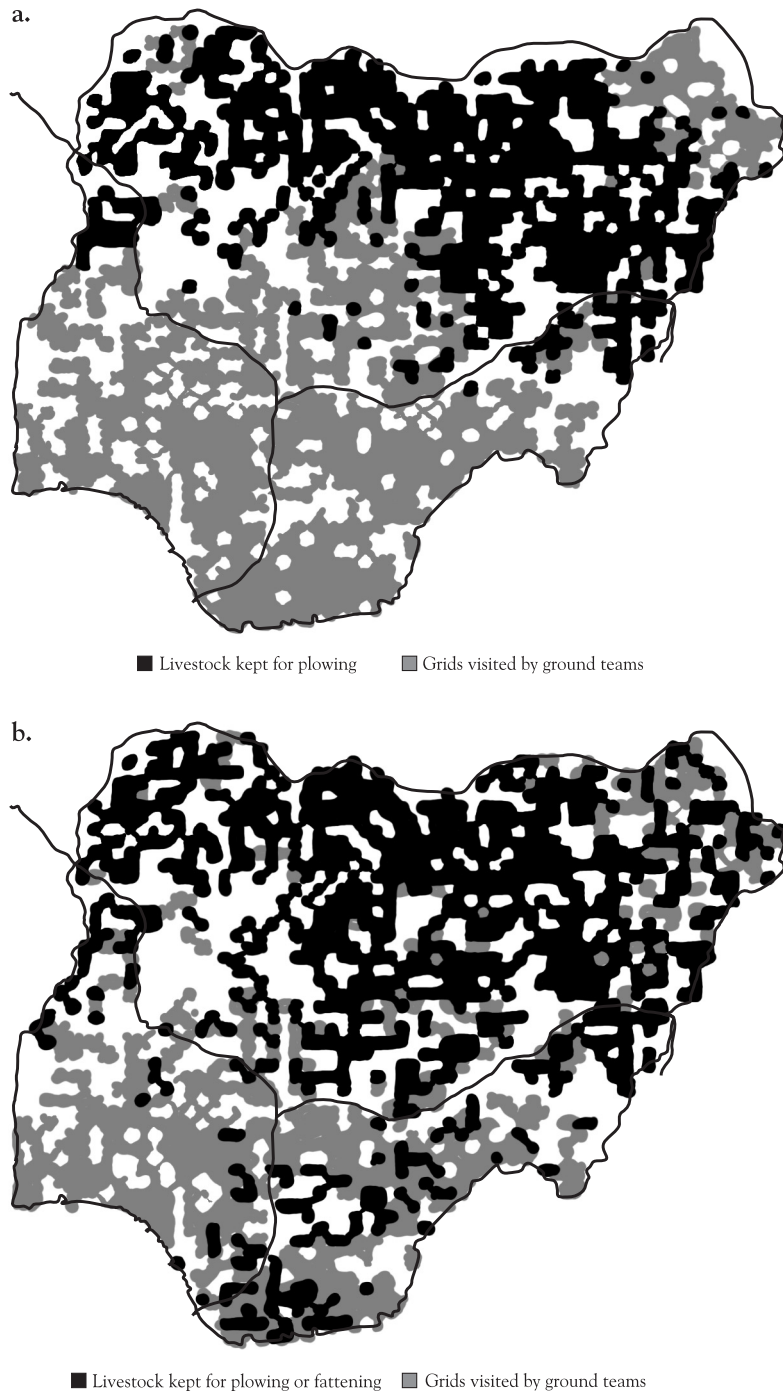 a.
Livestock kept for plowing Grids visited by ground teams
b.
Livestock kept for plowing or fattening Grids visited by ground teams